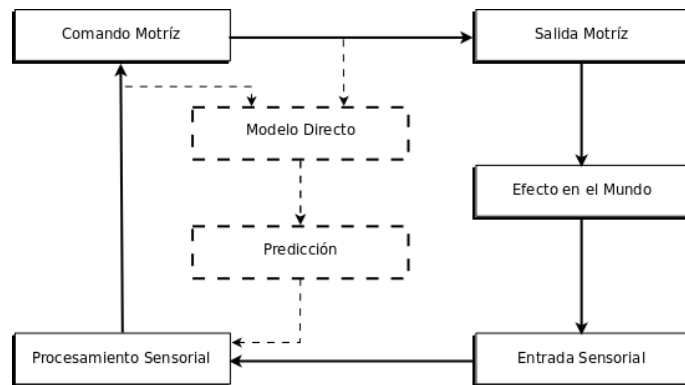 Comando Motríz
Salida Motríz
Modelo Directo
Efecto en el Mundo
Predicción
Procesamiento Sensorial
Entrada Sensorial